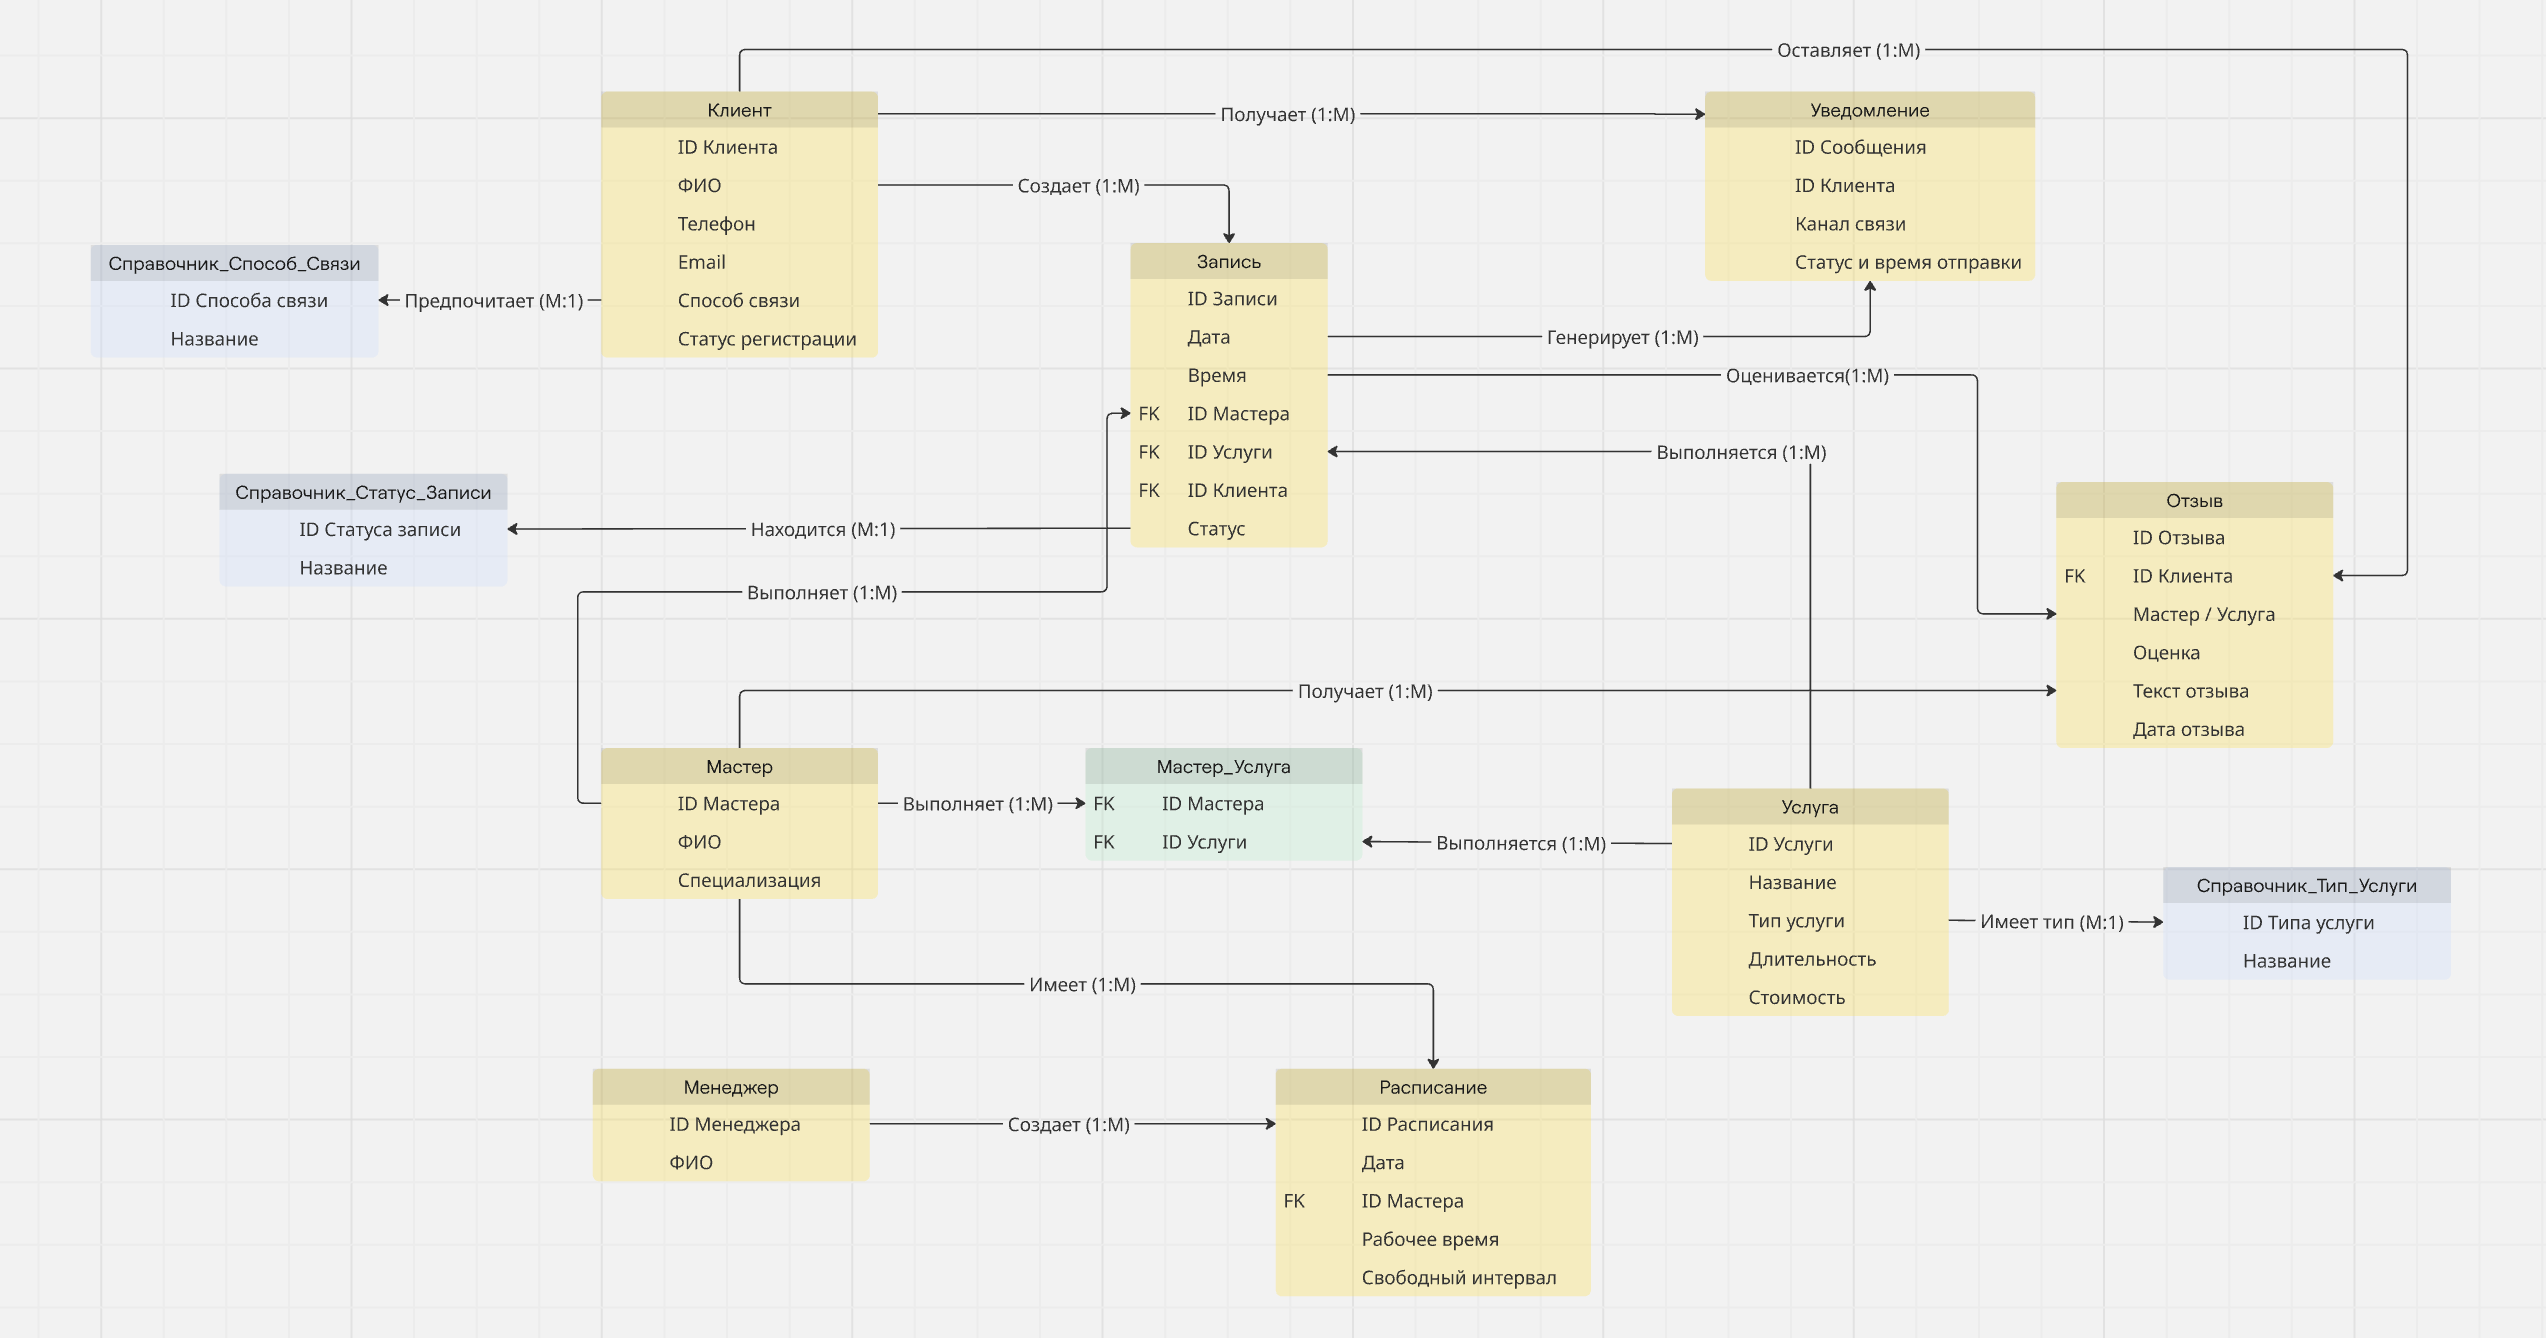 Оставляет (1:М)
Клиент
ID Клиента
ФИО
Телефон
Email
Способ связи
Статус регистрации
Получает (1:М)
Уведомление
ID Сообщения
ID Клиента
Канал связи
Статус и время отправки
Создает (1:М)
Справочник_Способ_Связи
ID Способа связи
Название
Предпочитает (М:1)
Запись
ID Записи
Дата
Время
FK ID Мастера
FK ID Услуги
FK ID Клиента
Статус
Генерирует (1:М)
Оценивается(1:М)
Выполняется (1:М)
Справочник_Статус_Записи
ID Статуса записи
Название
Находится (М:1)
Выполняет (1:М)
Отзыв
ID Отзыва
FK ID Клиента
Мастер / Услуга
Оценка
Текст отзыва
Дата отзыва
Получает (1:М)
Мастер
ID Мастера
ФИО
Специализация
Выполняет (1:М)
Мастер_Услуга
FK ID Мастера
FK ID Услуги
Выполняется (1:М)
Услуга
ID Услуги
Название
Тип услуги
Длительность
Стоимость
Имеет тип (М:1)
Справочник_Тип_Услуги
ID Типа услуги
Название
Имеет (1:М)
Менеджер
ID Менеджера
ФИО
Создает (1:М)
Расписание
ID Расписания
Дата
FK ID Мастера
Рабочее время
Свободный интервал